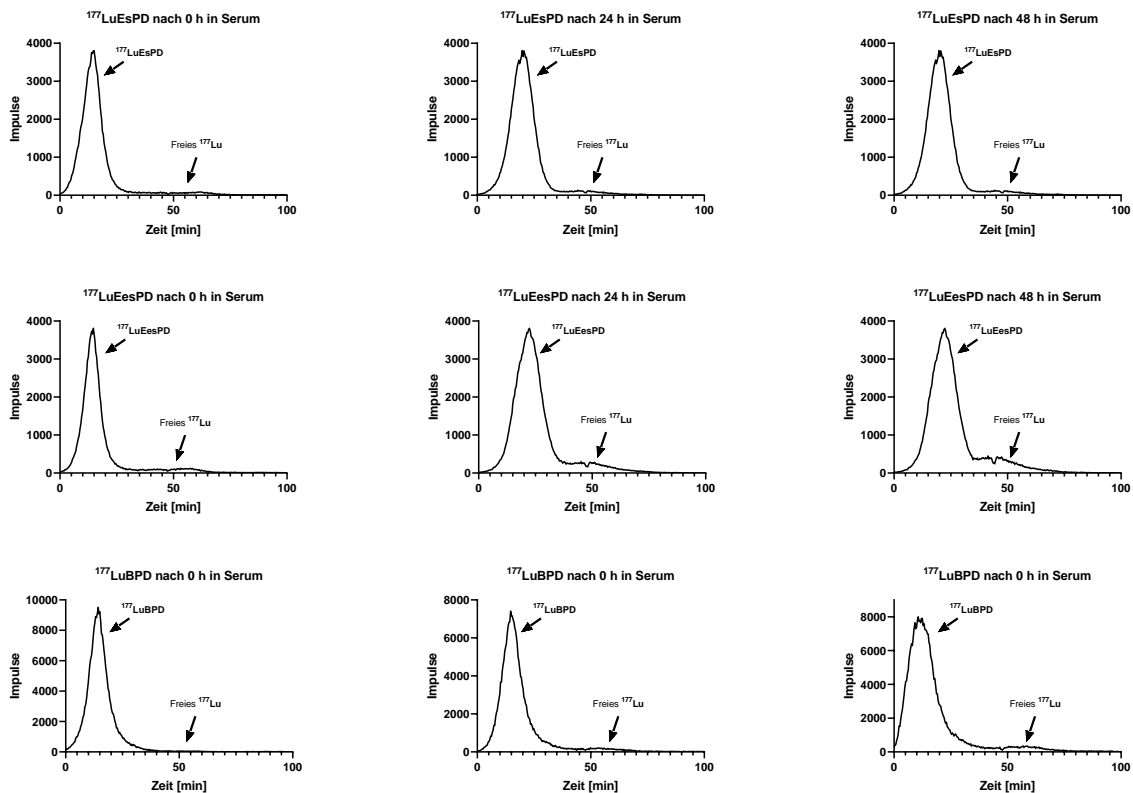 ¹⁷⁷LuEsPD nach 0 h in Serum
4000
3000
2000
1000
0
Impulse
¹⁷⁷LuEsPD
Freies ¹⁷⁷Lu
0
50
100
Zeit [min]
¹⁷⁷LuEsPD nach 24 h in Serum
4000
3000
2000
1000
0
Impulse
¹⁷⁷LuEsPD
Freies ¹⁷⁷Lu
0
50
100
Zeit [min]
¹⁷⁷LuEsPD nach 48 h in Serum
4000
3000
2000
1000
0
Impulse
¹⁷⁷LuEsPD
Freies ¹⁷⁷Lu
0
50
100
Zeit [min]
¹⁷⁷LuEesPD nach 0 h in Serum
4000
3000
2000
1000
0
Impulse
¹⁷⁷LuEesPD
Freies ¹⁷⁷Lu
0
50
100
Zeit [min]
¹⁷⁷LuEesPD nach 24 h in Serum
4000
3000
2000
1000
0
Impulse
¹⁷⁷LuEesPD
Freies ¹⁷⁷Lu
0
50
100
Zeit [min]
¹⁷⁷LuEesPD nach 48 h in Serum
4000
3000
2000
1000
0
Impulse
¹⁷⁷LuEesPD
Freies ¹⁷⁷Lu
0
50
100
Zeit [min]
¹⁷⁷LuBPD nach 0 h in Serum
10000
8000
6000
4000
2000
0
Impulse
¹⁷⁷LuBPD
Freies ¹⁷⁷Lu
0
50
100
Zeit [min]
¹⁷⁷LuBPD nach 0 h in Serum
8000
6000
4000
2000
0
Impulse
¹⁷⁷LuBPD
Freies ¹⁷⁷Lu
0
50
100
Zeit [min]
¹⁷⁷LuBPD nach 0 h in Serum
8000
6000
4000
2000
0
Impulse
¹⁷⁷LuBPD
Freies ¹⁷⁷Lu
0
50
100
Zeit [min]